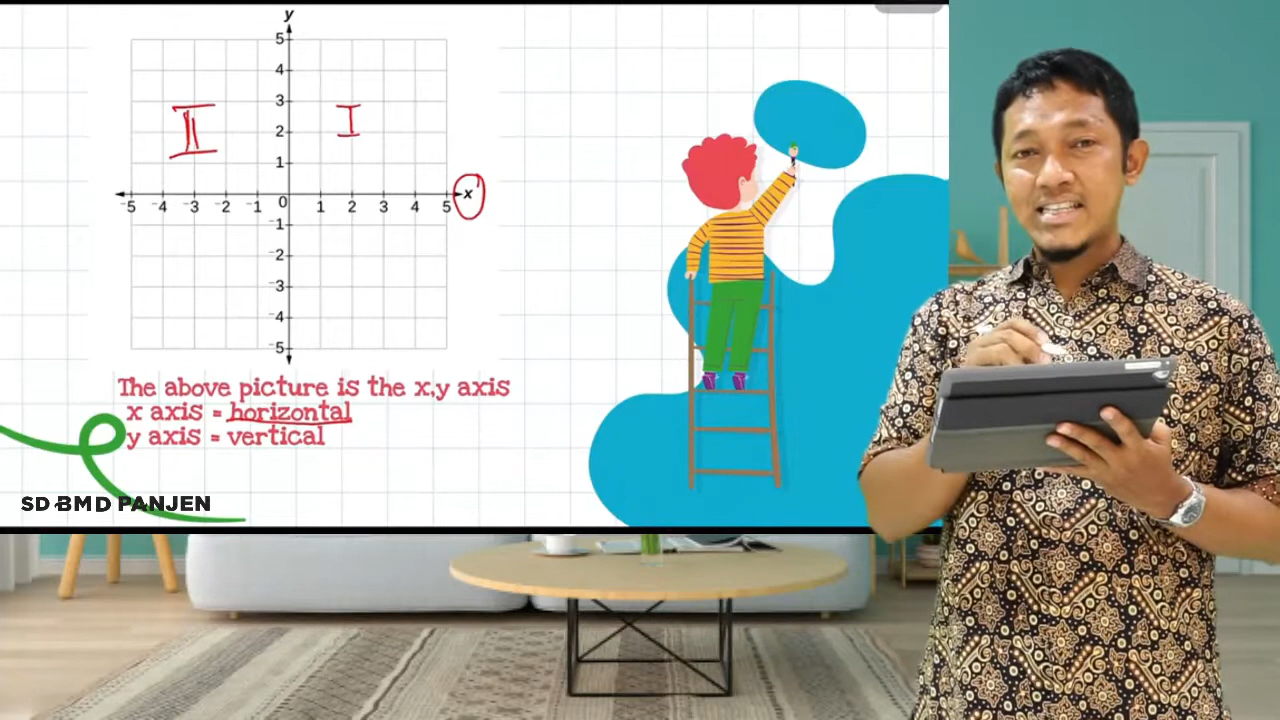 y
5
4
3
II I
2
1
-5 -4 -3 -2 -1 0 1 2 3 4 5 x
-1
-2
-3
-4
-5
The above picture is the x,y axis
x axis = horizontal
y axis = vertical
SD BMD PANJEN